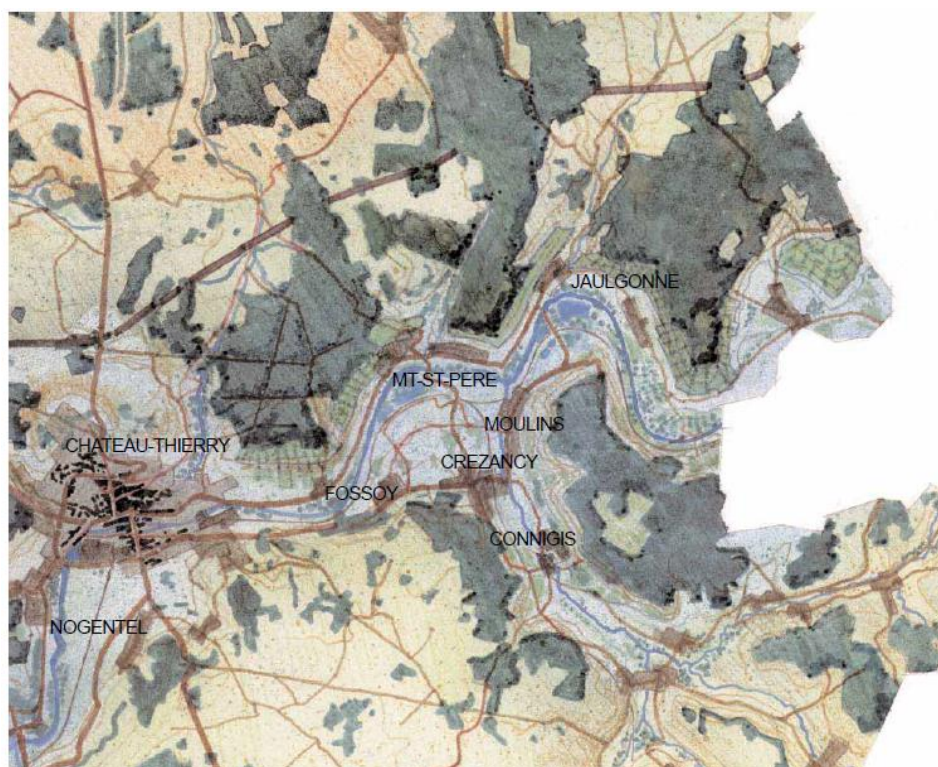 JAULGONNE
MT-ST-PERE
MOULINS
CHATEAU-THIERRY
CREZANCY
FOSSOY
CONNIGIS
NOGENTEL